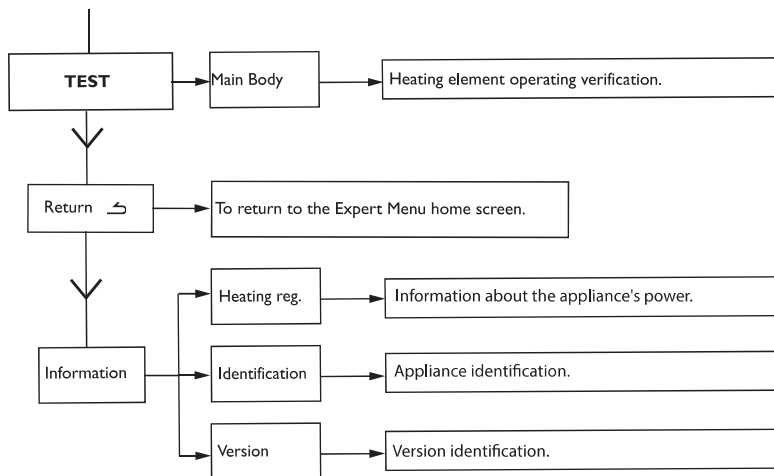 TEST
Main Body
Heating element operating verification.
Return
To return to the Expert Menu home screen.
Heating reg.
Information about the appliance's power.
Information
Identification
Appliance identification.
Version
Version identification.